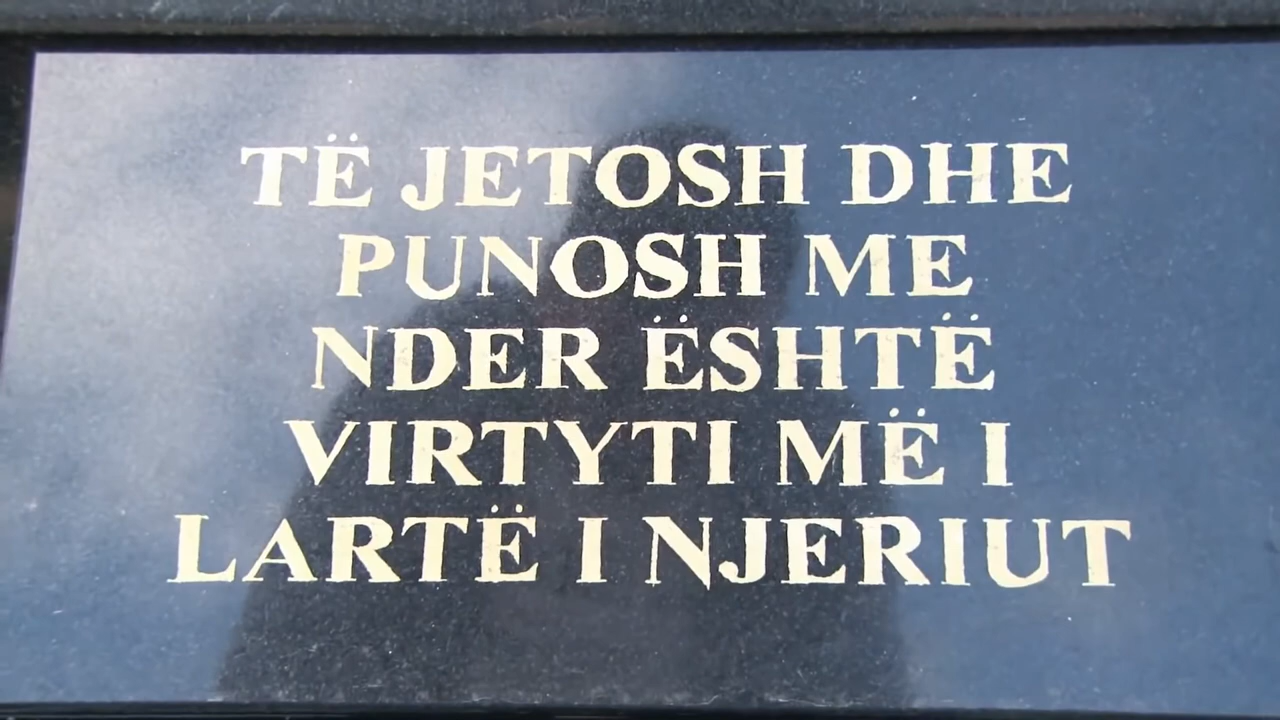 TË JETOSH DHE
PUNOSH ME
NDER ËSHTË
VIRTYTI MË I
LARTË I NJERIUT